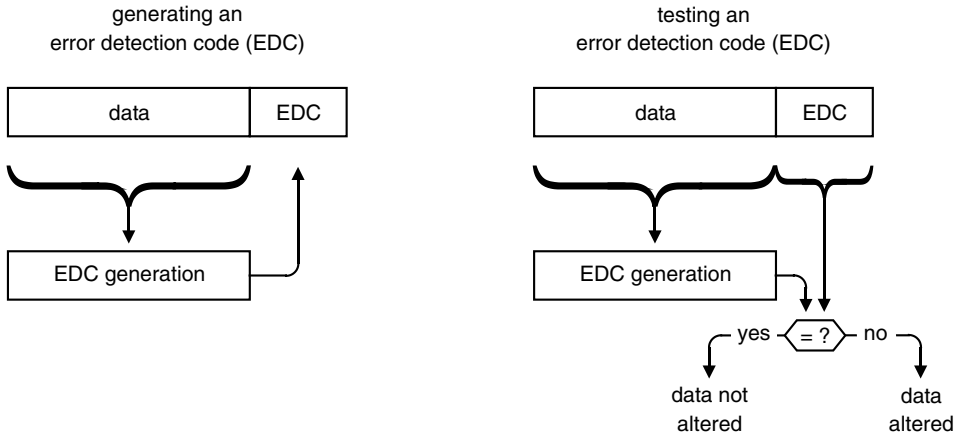 generating an
error detection code (EDC)
data
EDC
EDC generation
testing an
error detection code (EDC)
data
EDC
EDC generation
yes
= ?
no
data not
altered
data
altered